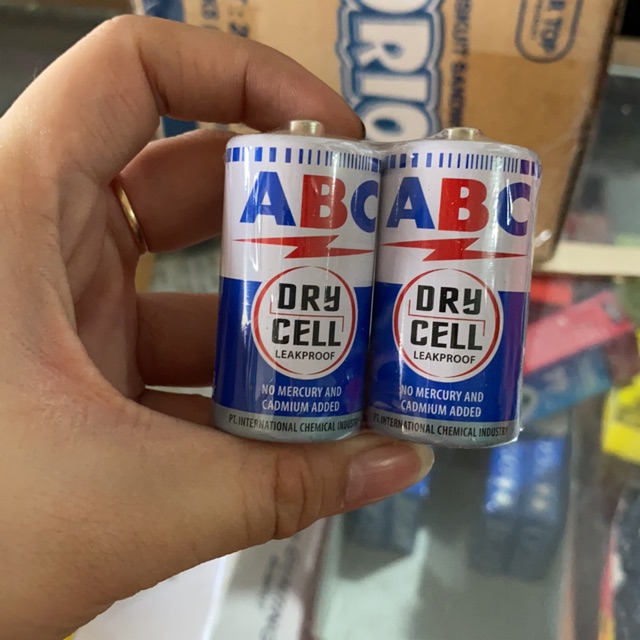 ABC
DRY
CELL
LEAKPROOF
NO MERCURY AND
CADMIUM ADDED
PT. INTERNATIONAL CHEMICAL INDUSTRY
ABC
DRY
CELL
LEAKPROOF
NO MERCURY AND
CADMIUM ADDED
PT. INTERNATIONAL CHEMICAL INDUSTRY